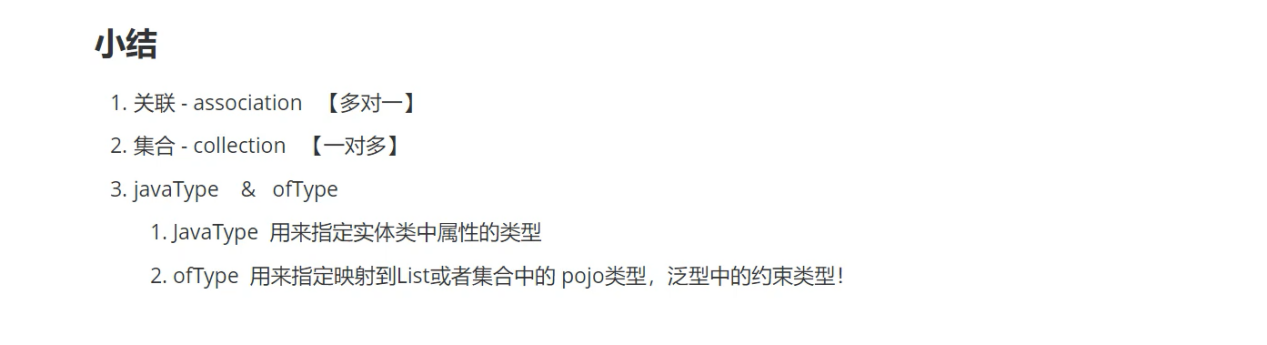 小结
1. 关联 - association 【多对一】
2. 集合 - collection 【一对多】
3. javaType & ofType
1. JavaType 用来指定实体类中属性的类型
2. ofType 用来指定映射到List或者集合中的 pojo类型，泛型中的约束类型！